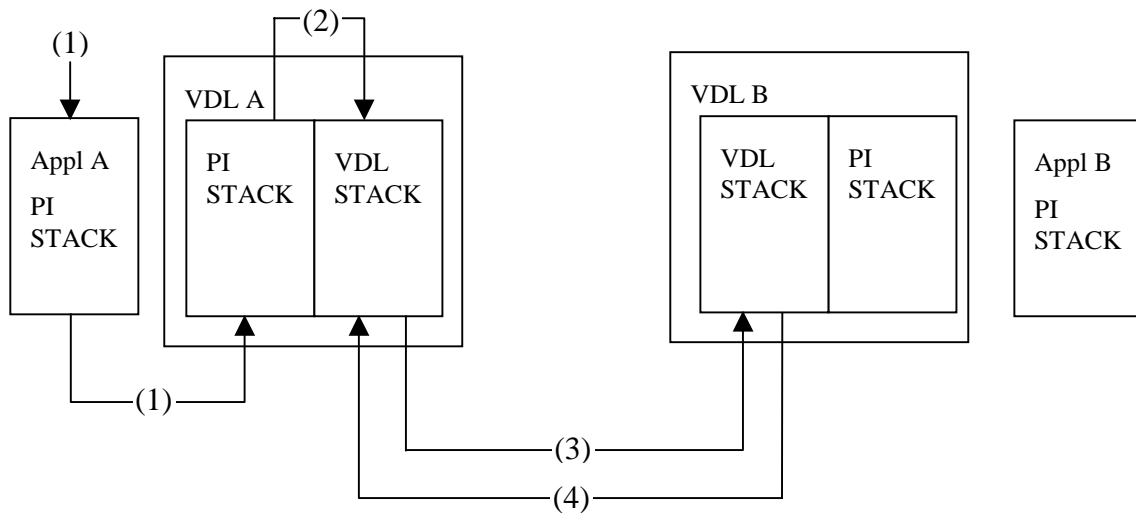 (1)
(2)
VDL A
VDL B
Appl A
PI
STACK
PI
STACK
VDL
STACK
VDL
STACK
PI
STACK
Appl B
PI
STACK
(1)
(3)
(4)